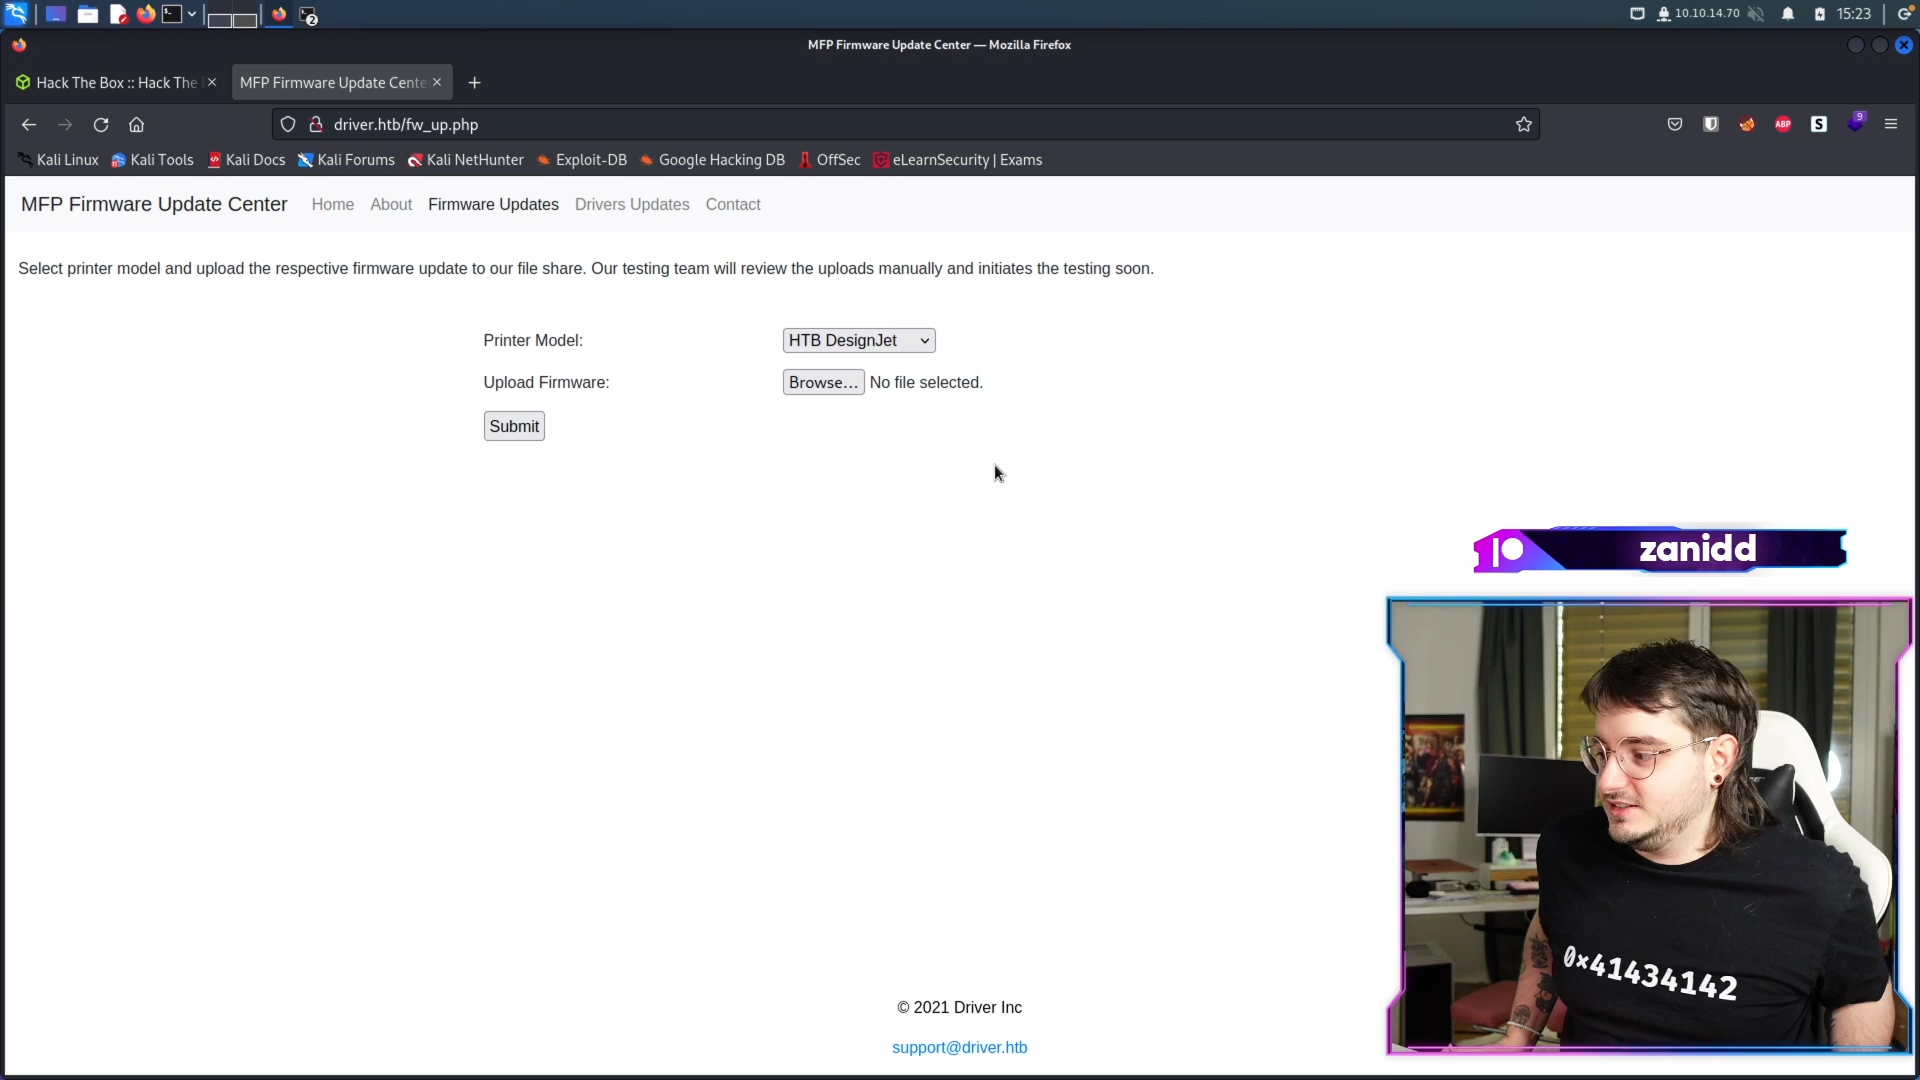 10.10.14.70
15:23
2
MFP Firmware Update Center — Mozilla Firefox
Hack The Box :: Hack The
MFP Firmware Update Cente
driver.htb/fw_up.php
ABP
S
9
Kali Linux
Kali Tools
Kali Docs
Kali Forums
Kali NetHunter
Exploit-DB
Google Hacking DB
OffSec
eLearnSecurity | Exams
MFP Firmware Update Center
Home
About
Firmware Updates
Drivers Updates
Contact
Select printer model and upload the respective firmware update to our file share. Our testing team will review the uploads manually and initiates the testing soon.
Printer Model:
HTB DesignJet
Upload Firmware:
Browse...
No file selected.
Submit
zanidd
0×41434142
© 2021 Driver Inc
support@driver.htb